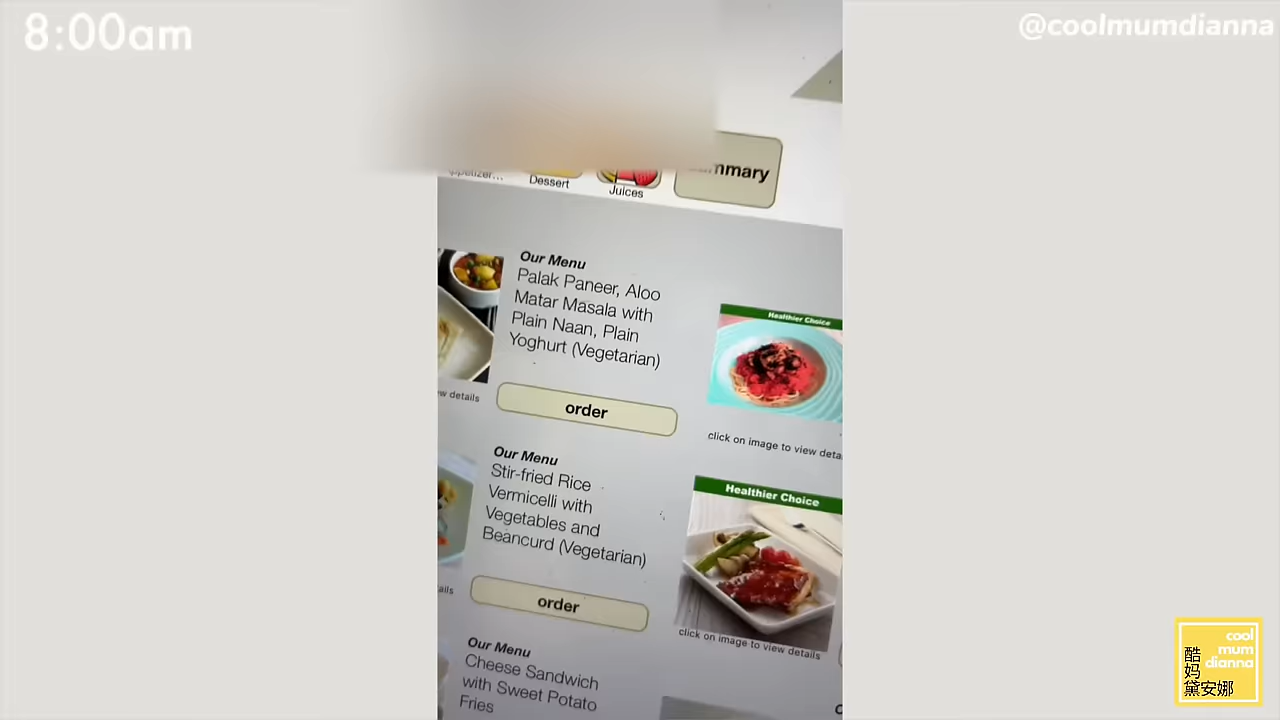 8:00am
@coolmumdianna
Dessert
Juices
Our Menu
Palak Paneer, Aloo
Matar Masala with
Plain Naan, Plain
Yoghurt (Vegetarian)
order
Healthier Choice
click on image to view
details
Our Menu
Stir-fried Rice
Vermicelli with
Vegetables and
Beancurd (Vegetarian)
order
Healthier Choice
click on image to view details
Our Menu
Cheese Sandwich
with Sweet Potato
Fries
cool
mum
dianna
酷
妈
黛安娜